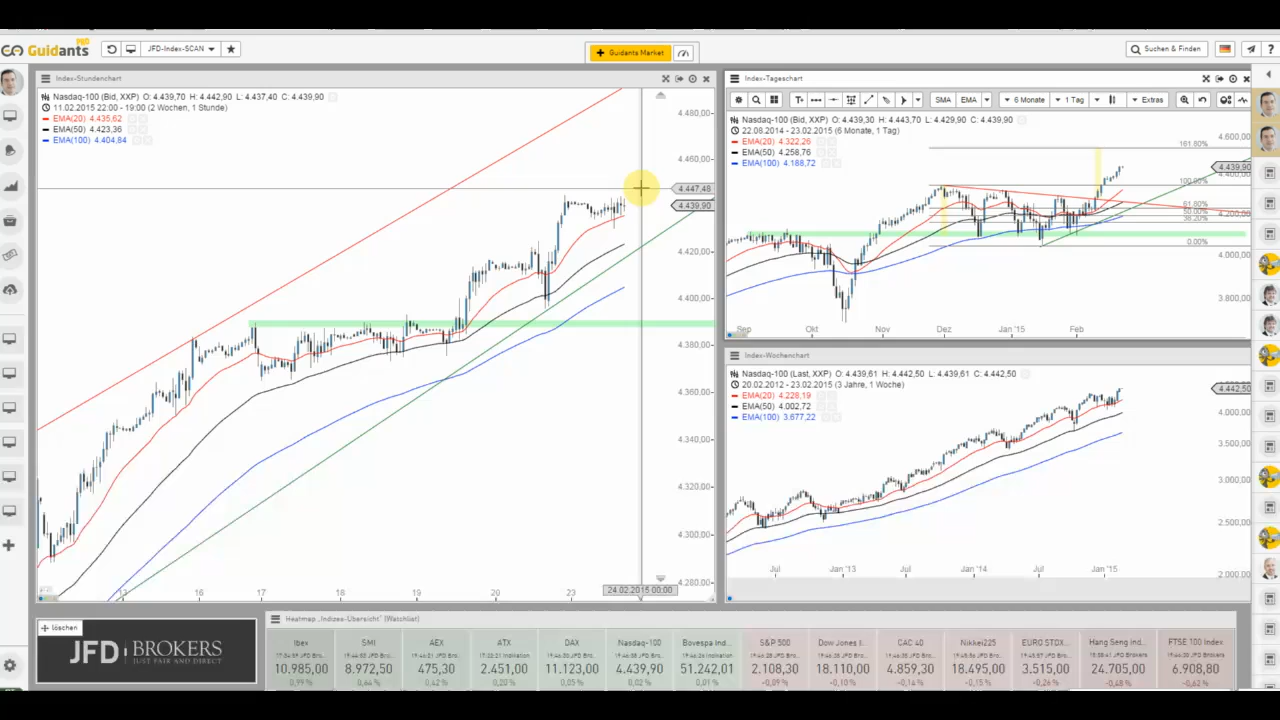 Guidants PRO
JFD-Index-SCAN
Guidants Market
Suchen & Finden
Index-Stundenchart
Nasdaq-100 (Bid, XXP) O: 4.439,70 H: 4.442,90 L: 4.437,40 C: 4.439,90
11.02.2015 22:00 - 19:00 (2 Wochen, 1 Stunde)
EMA(20) 4.435,62
EMA(50) 4.423,36
EMA(100) 4.404,84
4.480,00
4.460,00
4.447,48
4.439,90
4.420,00
4.400,00
4.380,00
4.360,00
4.340,00
4.320,00
4.300,00
4.280,00
13 16 17 18 19 20 23
24.02.2015 00:00
Index-Tageschart
SMA EMA 6 Monate 1 Tag Extras
Nasdaq-100 (Bid, XXP) O: 4.439,30 H: 4.443,70 L: 4.429,90 C: 4.439,90
22.08.2014 - 23.02.2015 (6 Monate, 1 Tag)
EMA(20) 4.322,26
EMA(50) 4.258,76
EMA(100) 4.188,72
4.600,00
161.80%
4.439,90
4.400,00
100.00%
61.80%
50.00%
38.20%
4.200,00
0.00%
4.000,00
3.800,00
Sep Okt Nov Dez Jan '15 Feb
Index-Wochenchart
Nasdaq-100 (Last, XXP) O: 4.439,61 H: 4.442,50 L: 4.439,61 C: 4.442,50
20.02.2012 - 23.02.2015 (3 Jahre, 1 Woche)
EMA(20) 4.228,19
EMA(50) 4.002,72
EMA(100) 3.677,22
4.442,50
4.000,00
3.500,00
3.000,00
2.500,00
2.000,00
Jul Jan '13 Jul Jan '14 Jul Jan '15
löschen
JFD BROKERS
JUST FAIR AND DIRECT
Heatmap „Indizes-Übersicht" (Watchlist)
Ibex SMI AEX ATX DAX Nasdaq-100 Bovespa Ind... S&P 500 Dow Jones I... CAC 40 Nikkei225 EURO STOX... Hang Seng Ind... FTSE 100 Index
10.985,00 8.972,50 475,30 2.451,00 11.123,00 4.439,90 51.242,01 2.108,30 18.110,00 4.859,30 18.495,00 3.515,00 24.705,00 6.908,80
0,99 % 0,64 % 0,42 % 0,20 % 0,05 % 0,02 % 0,01 % -0,09 % -0,10 % -0,14 % -0,15 % -0,26 % -0,48 % -0,62 %